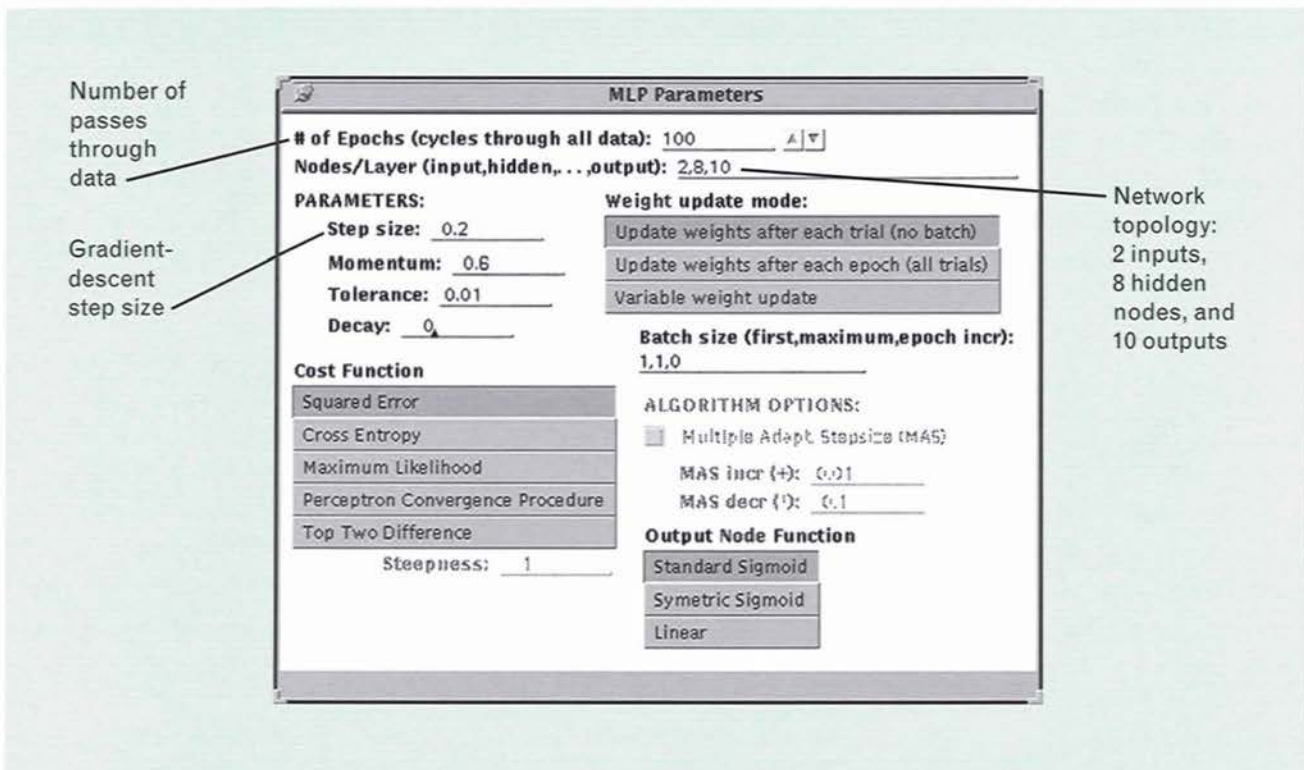 Number of
passes
through
data
Gradient-
descent
step size
MLP Parameters
# of Epochs (cycles through all data): 100
Nodes/Layer (input,hidden,...,output): 2,8,10
PARAMETERS:
Step size: 0.2
Momentum: 0.6
Tolerance: 0.01
Decay: 0
Weight update mode:
Update weights after each trial (no batch)
Update weights after each epoch (all trials)
Variable weight update
Batch size (first,maximum,epoch incr):
1,1,0
Cost Function
Squared Error
Cross Entropy
Maximum Likelihood
Perceptron Convergence Procedure
Top Two Difference
Steepness: 1
ALGORITHM OPTIONS:
Multiple Adapt Stepsize (MAS)
MAS incr (+): 0.01
MAS decr 0.1
Output Node Function
Standard Sigmoid
Symetric Sigmoid
Linear
Network
topology:
2 inputs,
8 hidden
nodes, and
10 outputs